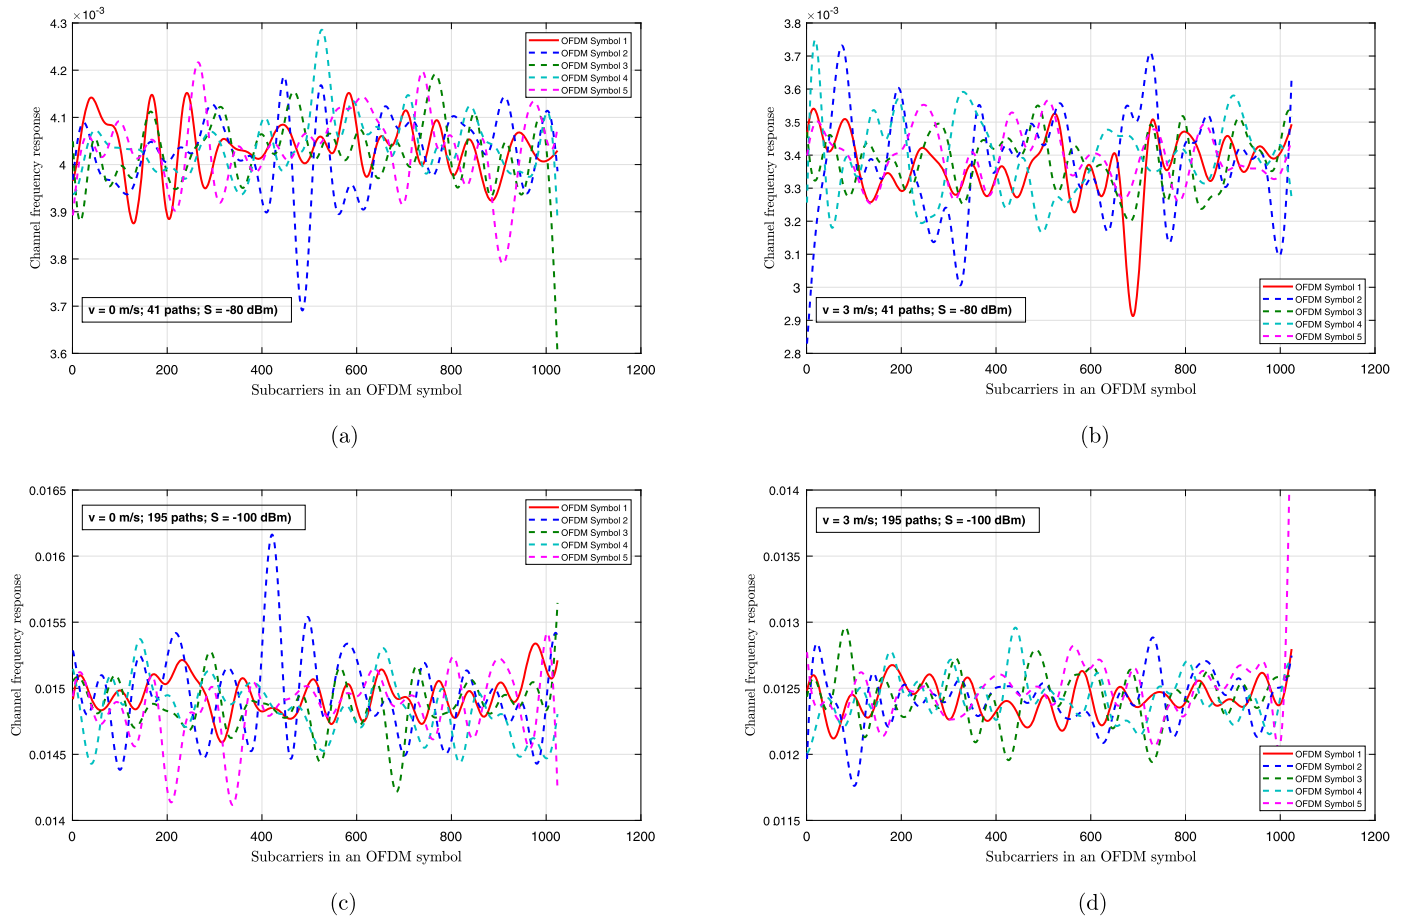 ×10⁻³
4.3
4.2
4.1
4
3.9
3.8
3.7
3.6
Channel frequency response
OFDM Symbol 1
OFDM Symbol 2
OFDM Symbol 3
OFDM Symbol 4
OFDM Symbol 5
v = 0 m/s; 41 paths; S = -80 dBm)
0 200 400 600 800 1000 1200
Subcarriers in an OFDM symbol
(a)
×10⁻³
3.8
3.7
3.6
3.5
3.4
3.3
3.2
3.1
3
2.9
2.8
Channel frequency response
OFDM Symbol 1
OFDM Symbol 2
OFDM Symbol 3
OFDM Symbol 4
OFDM Symbol 5
v = 3 m/s; 41 paths; S = -80 dBm)
0 200 400 600 800 1000 1200
Subcarriers in an OFDM symbol
(b)
0.0165
0.016
0.0155
0.015
0.0145
0.014
Channel frequency response
v = 0 m/s; 195 paths; S = -100 dBm)
OFDM Symbol 1
OFDM Symbol 2
OFDM Symbol 3
OFDM Symbol 4
OFDM Symbol 5
0 200 400 600 800 1000 1200
Subcarriers in an OFDM symbol
(c)
0.014
0.0135
0.013
0.0125
0.012
0.0115
Channel frequency response
v = 3 m/s; 195 paths; S = -100 dBm)
OFDM Symbol 1
OFDM Symbol 2
OFDM Symbol 3
OFDM Symbol 4
OFDM Symbol 5
0 200 400 600 800 1000 1200
Subcarriers in an OFDM symbol
(d)